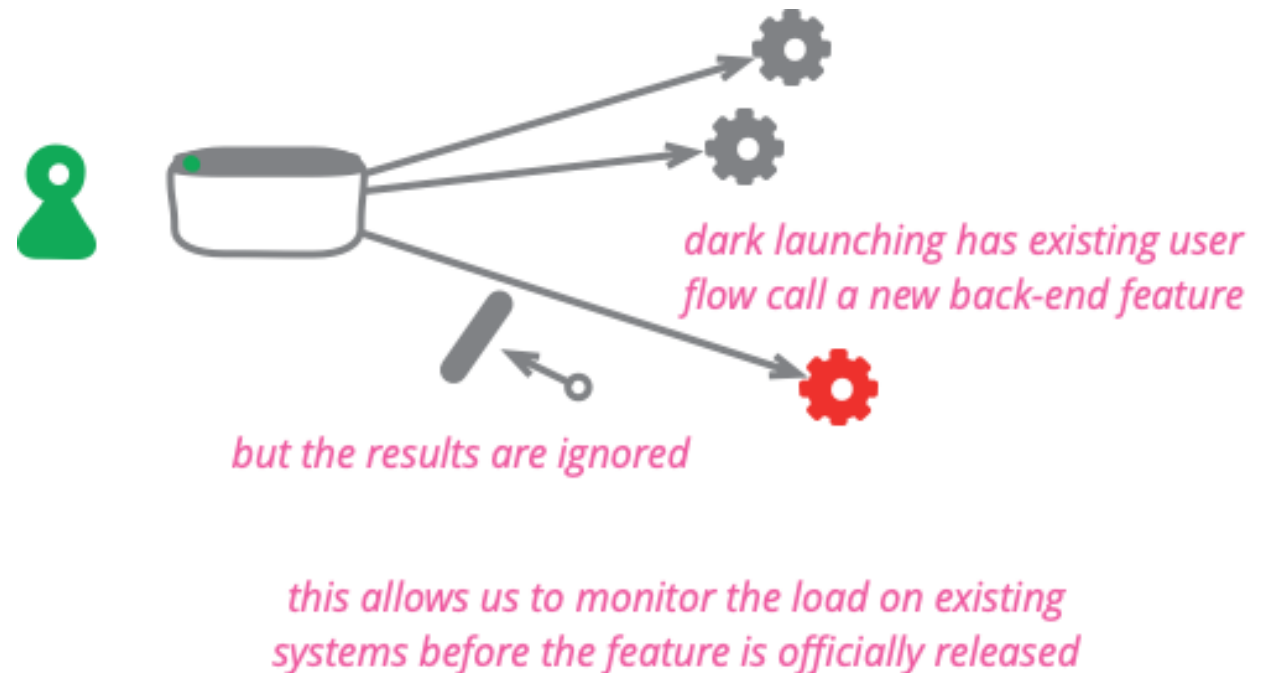 dark launching has existing user
flow call a new back-end feature
but the results are ignored
this allows us to monitor the load on existing
systems before the feature is officially released